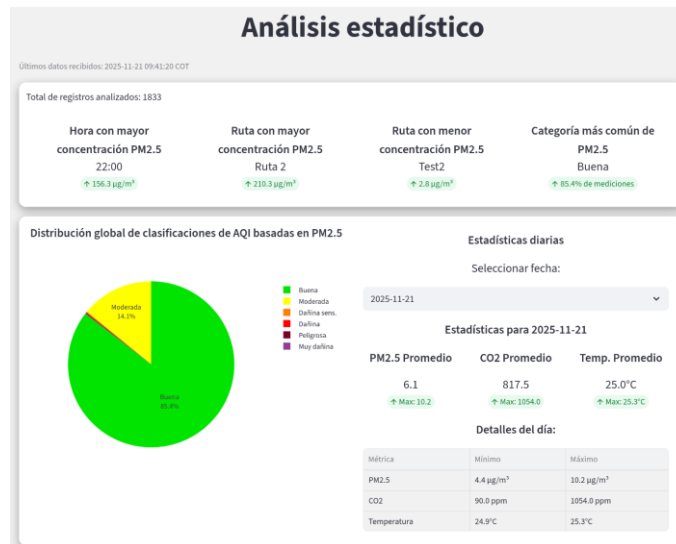 Análisis estadístico
Últimos datos recibidos: 2025-11-21 09:41:20 COT
Total de registros analizados: 1833
Hora con mayor
concentración PM2.5
22:00
↑ 156.3 µg/m³
Ruta con mayor
concentración PM2.5
Ruta 2
↑ 210.3 µg/m³
Ruta con menor
concentración PM2.5
Test2
↑ 2.8 µg/m³
Categoría más común de
PM2.5
Buena
↑ 85.4% de mediciones
Distribución global de clasificaciones de AQI basadas en PM2.5
Moderada
14.1%
Buena
85.4%
Buena
Moderada
Dañina sens.
Dañina
Peligrosa
Muy dañina
Estadísticas diarias
Seleccionar fecha:
2025-11-21
Estadísticas para 2025-11-21
PM2.5 Promedio
6.1
↑ Max: 10.2
CO2 Promedio
817.5
↑ Max: 1054.0
Temp. Promedio
25.0°C
↑ Max: 25.3°C
Detalles del día:
Métrica Mínimo Máximo
PM2.5 4.4 µg/m³ 10.2 µg/m³
CO2 90.0 ppm 1054.0 ppm
Temperatura 24.9°C 25.3°C